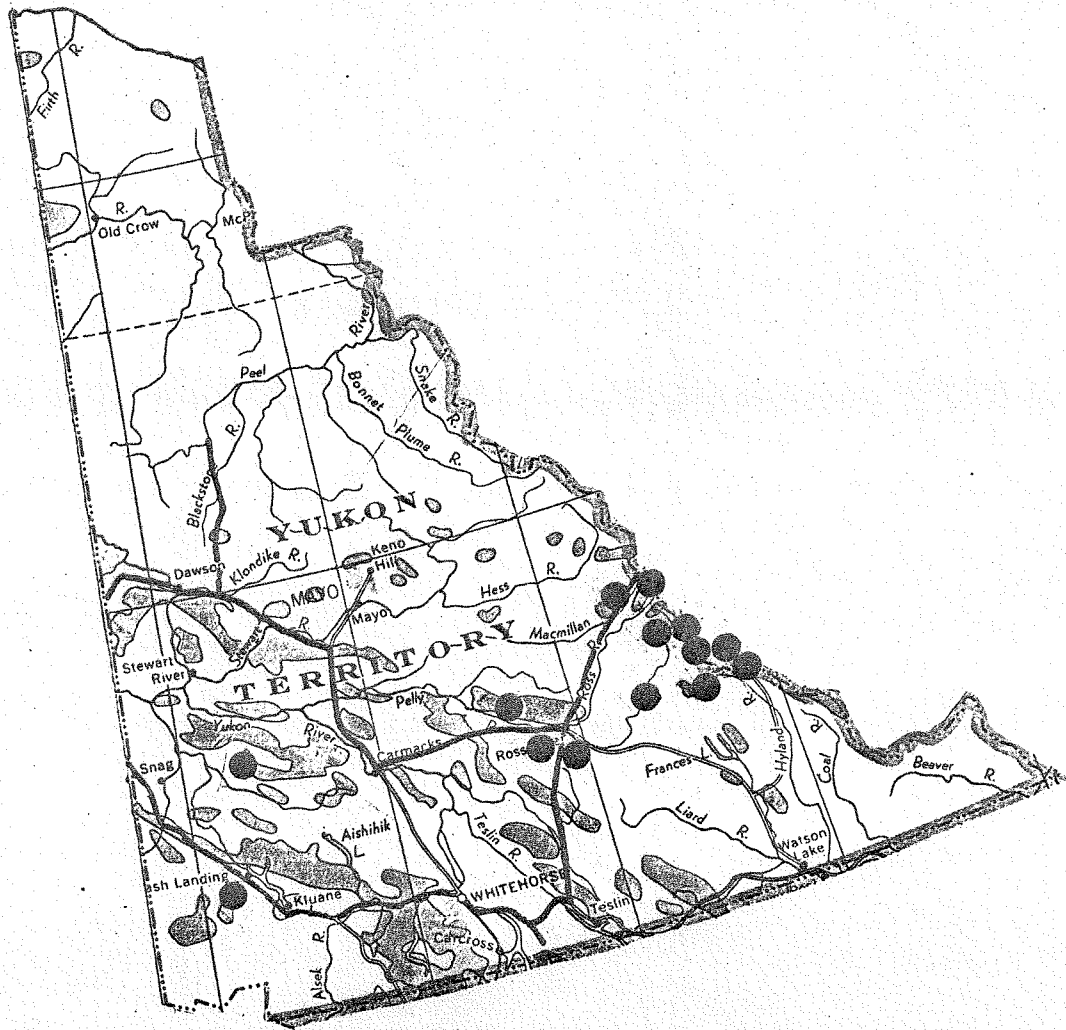 Firth R.
R.
Old Crow
McP
Peel River
Bonnet Plume R.
Snake R.
R.
YUKON
Keno
Hill
Klondike R.
Dawson
MAYO
Mayo
Hess R.
Stewart R.
Macmillan
Stewart
River
TERRITORY
Pelly
Ross R.
Yukon River
Carmacks
Ross
Snag
Frances L.
Hyland R.
Coal R.
Beaver R.
Aishihik
L.
Teslin R.
Liard R.
Watson
Lake
ash Landing
Kluane
WHITEHORSE
Teslin
Carcross
Alsek R.